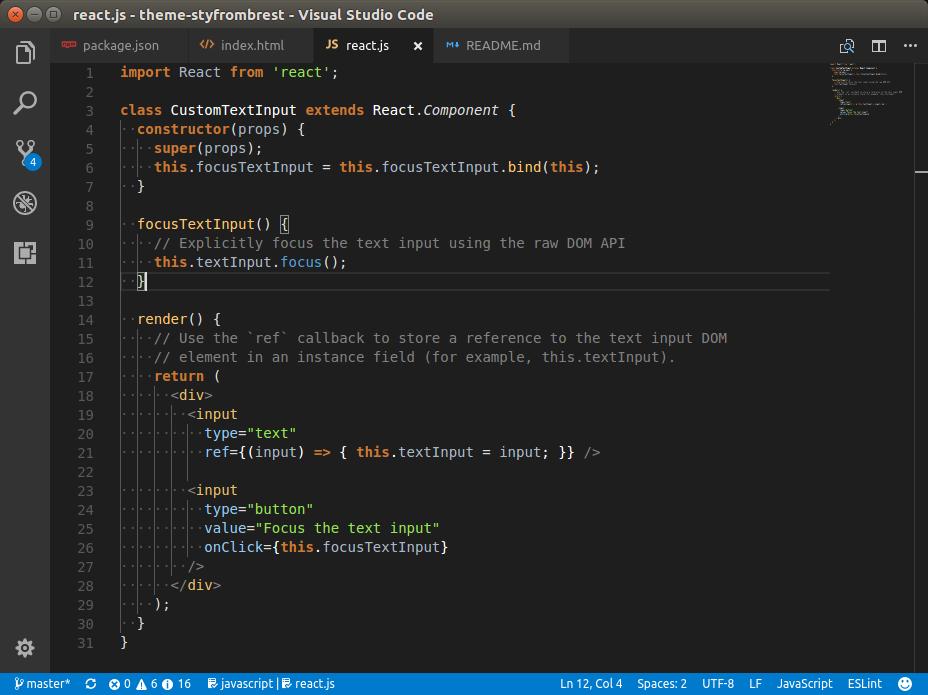 react.js - theme-styfrombrest - Visual Studio Code
package.json
index.html
JS react.js
README.md
4
1 import React from 'react';
2
3 class CustomTextInput extends React.Component {
4 constructor(props) {
5 super(props);
6 this.focusTextInput = this.focusTextInput.bind(this);
7 }
8
9 focusTextInput() {
10 // Explicitly focus the text input using the raw DOM API
11 this.textInput.focus();
12 }
13
14 render() {
15 // Use the `ref` callback to store a reference to the text input DOM
16 // element in an instance field (for example, this.textInput).
17 return (
18 <div>
19 <input
20 type="text"
21 ref={(input) => { this.textInput = input; }} />
22
23 <input
24 type="button"
25 value="Focus the text input"
26 onClick={this.focusTextInput}
27 />
28 </div>
29 );
30 }
31 }
master* 0 6 16 javascript | react.js Ln 12, Col 4 Spaces: 2 UTF-8 LF JavaScript ESLint